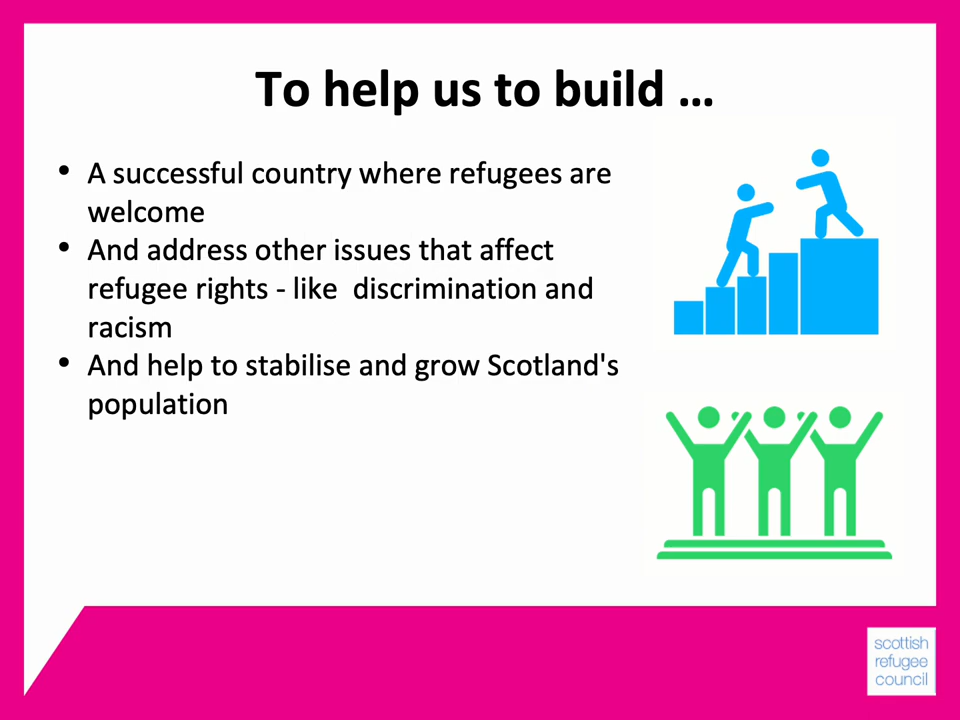 To help us to build ...
• A successful country where refugees are
welcome
• And address other issues that affect
refugee rights - like  discrimination and
racism
• And help to stabilise and grow Scotland's
population
scottish
refugee
council